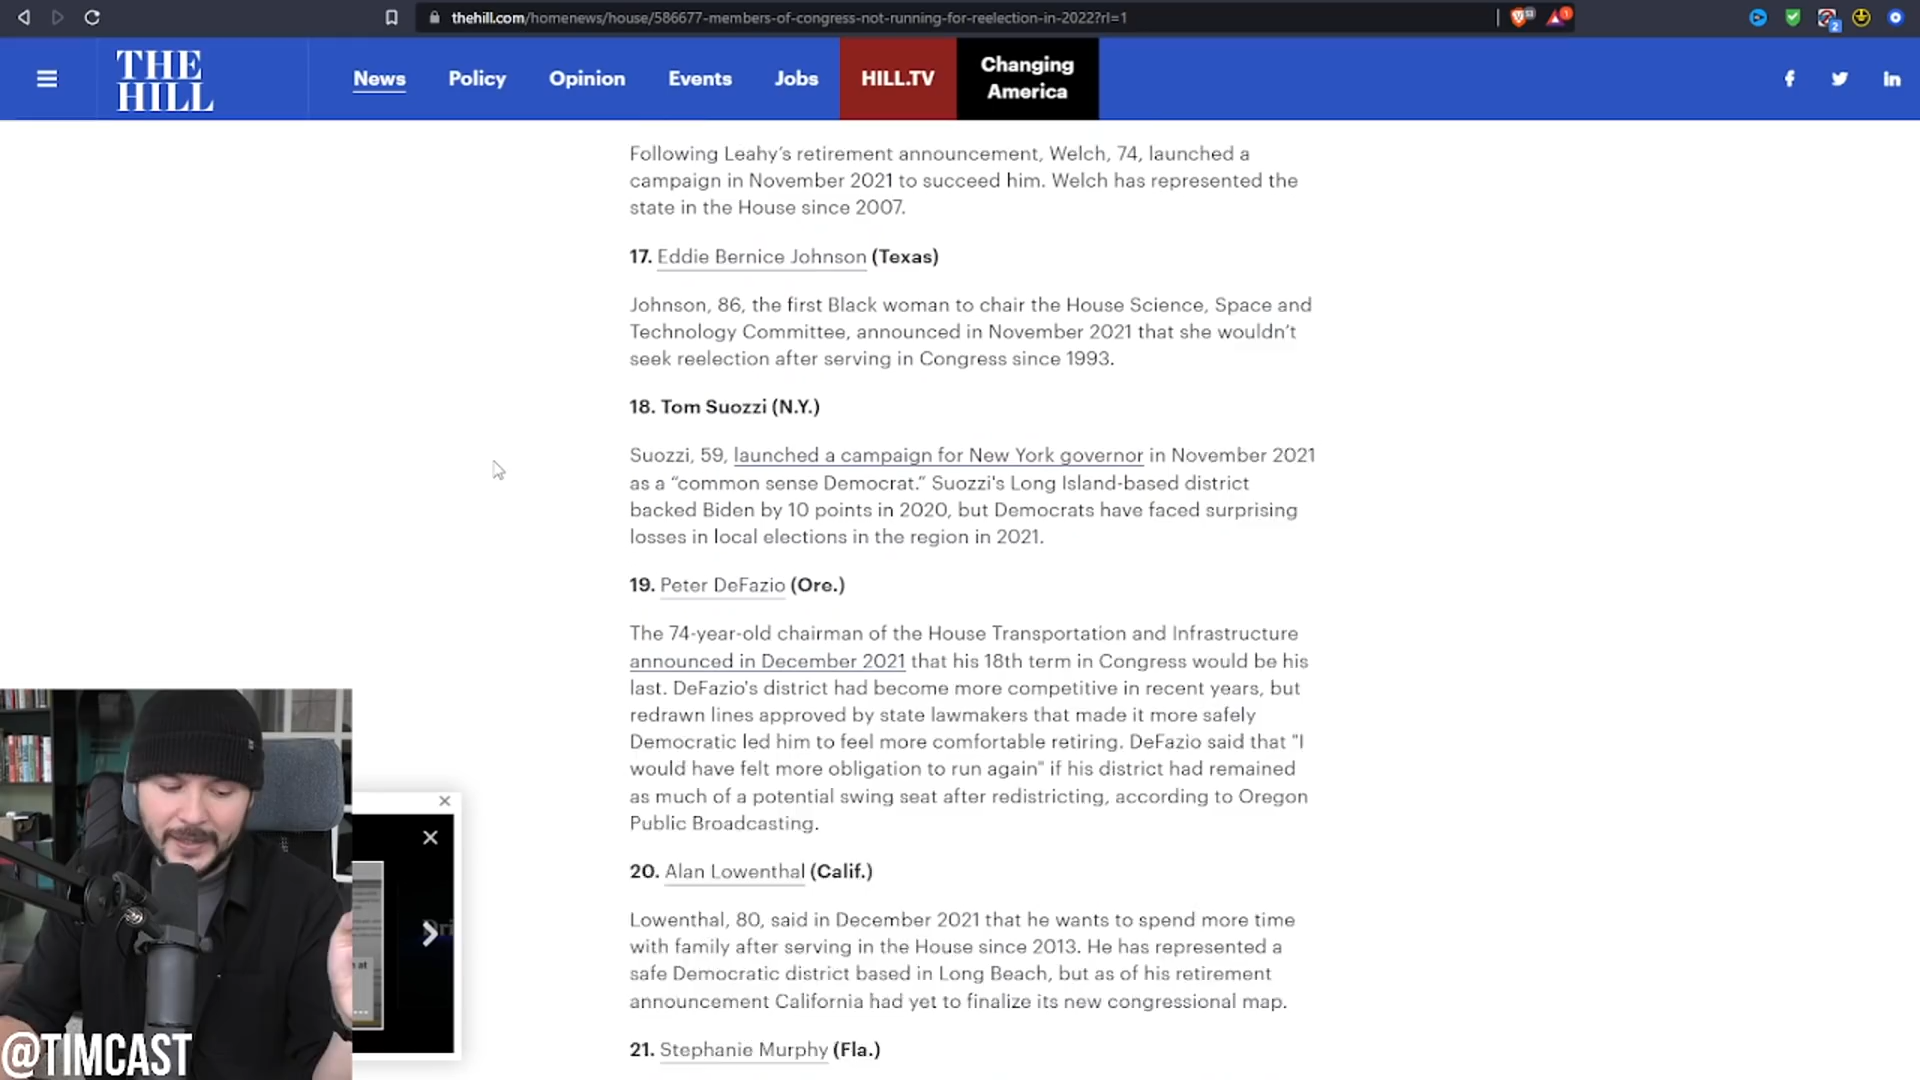 thehill.com/homenews/house/586677-members-of-congress-not-running-for-reelection-in-2022?rl=1
THE
HILL
News
Policy
Opinion
Events
Jobs
HILL.TV
Changing
America
Following Leahy’s retirement announcement, Welch, 74, launched a
campaign in November 2021 to succeed him. Welch has represented the
state in the House since 2007.
17. Eddie Bernice Johnson (Texas)
Johnson, 86, the first Black woman to chair the House Science, Space and
Technology Committee, announced in November 2021 that she wouldn’t
seek reelection after serving in Congress since 1993.
18. Tom Suozzi (N.Y.)
Suozzi, 59, launched a campaign for New York governor in November 2021
as a “common sense Democrat.” Suozzi's Long Island-based district
backed Biden by 10 points in 2020, but Democrats have faced surprising
losses in local elections in the region in 2021.
19. Peter DeFazio (Ore.)
The 74-year-old chairman of the House Transportation and Infrastructure
announced in December 2021 that his 18th term in Congress would be his
last. DeFazio's district had become more competitive in recent years, but
redrawn lines approved by state lawmakers that made it more safely
Democratic led him to feel more comfortable retiring. DeFazio said that "I
would have felt more obligation to run again" if his district had remained
as much of a potential swing seat after redistricting, according to Oregon
Public Broadcasting.
20. Alan Lowenthal (Calif.)
Lowenthal, 80, said in December 2021 that he wants to spend more time
with family after serving in the House since 2013. He has represented a
safe Democratic district based in Long Beach, but as of his retirement
announcement California had yet to finalize its new congressional map.
21. Stephanie Murphy (Fla.)
@TIMCAST